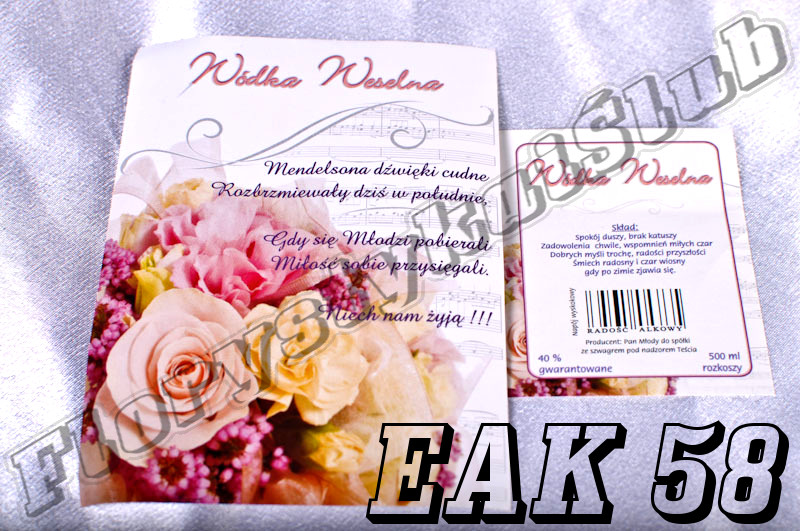 Wódka Weselna
Mendelsona dźwięki cudne
Rozbrzmiewały dziś w południe,
Gdy się Młodzi pobierali
Miłość sobie przysięgali.
Niech nam żyją !!!
Wódka Weselna
Skład:
Spokój duszy, brak katuszy
Zadowolenia chwile, wspomnień miłych czar
Dobrych myśli trochę, radości przyszłości
Śmiech radosny i czar wiosny
gdy po zimie zjawia się.
Napój wyskokowy
RADOŚĆ ALKOWY
Producent: Pan Młody do spółki
ze szwagrem pod nadzorem Teścia
40 % 500 ml
gwarantowane rozkoszy
FlorystykaiŚlub
EAK 58